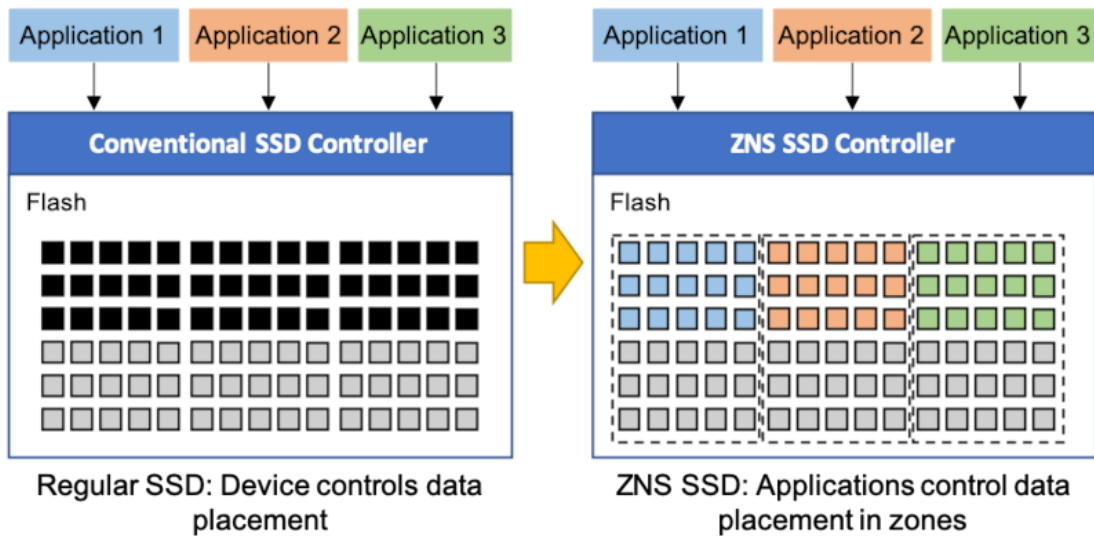 Application 1
Application 2
Application 3
Conventional SSD Controller
Flash
Regular SSD: Device controls data
placement
Application 1
Application 2
Application 3
ZNS SSD Controller
Flash
ZNS SSD: Applications control data
placement in zones